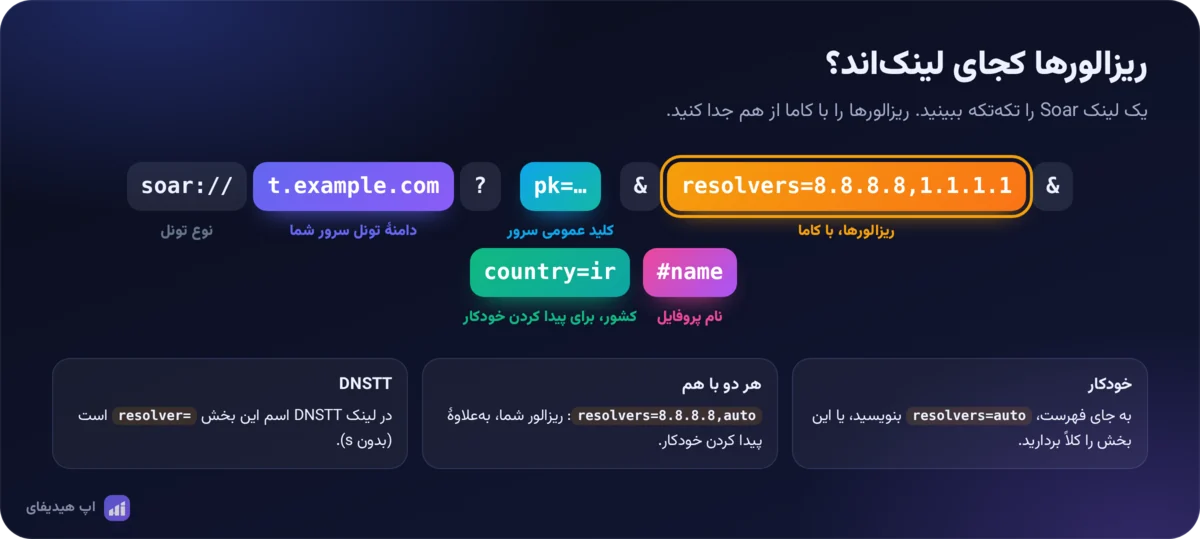 ریزالورها کجای لینک‌اند؟
یک لینک Soar را تکه‌تکه ببینید. ریزالورها را با کاما از هم جدا کنید.
soar:// t.example.com ? pk=… & resolvers=8.8.8.8,1.1.1.1 &
نوع تونل دامنهٔ تونل سرور شما کلید عمومی سرور ریزالورها، با کاما
country=ir #name
کشور، برای پیدا کردن خودکار نام پروفایل
خودکار
به جای فهرست، resolvers=auto بنویسید، یا این
بخش را کلاً بردارید.
هر دو با هم
resolvers=8.8.8.8,auto: ریزالور شما، به‌علاوهٔ
پیدا کردن خودکار.
DNSTT
در لینک DNSTT اسم این بخش resolver= است
(بدون s).
اپ هیدیفای